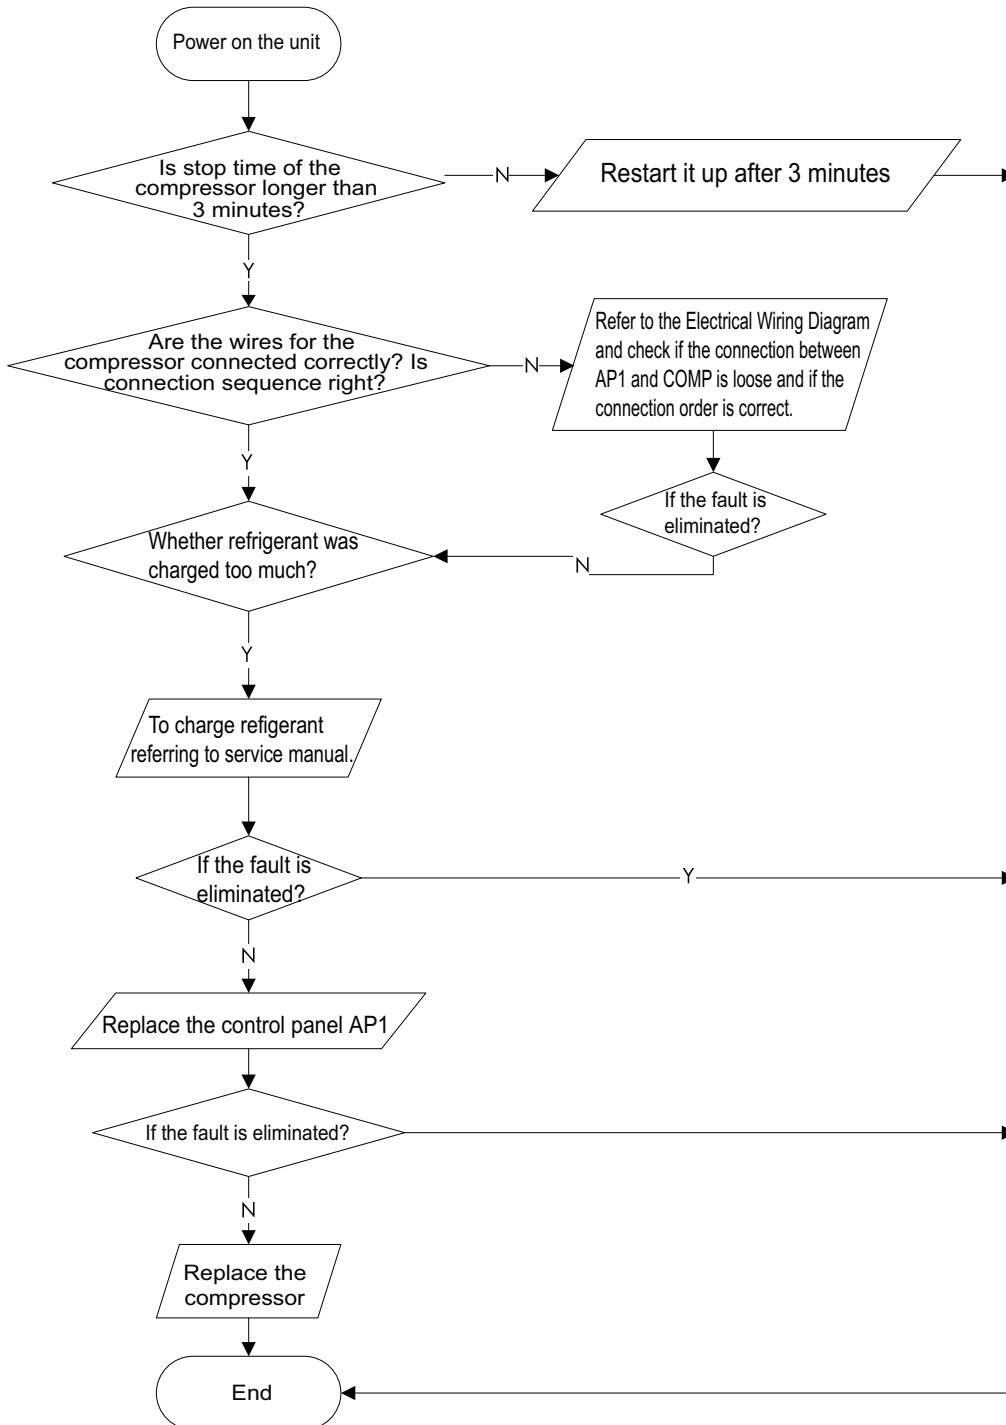 Power on the unit
Is stop time of the
compressor longer than
3 minutes?
N
Restart it up after 3 minutes
Y
Are the wires for the
compressor connected correctly? Is
connection sequence right?
N
Refer to the Electrical Wiring Diagram
and check if the connection between
AP1 and COMP is loose and if the
connection order is correct.
Y
If the fault is
eliminated?
Whether refrigerant was
charged too much?
N
Y
To charge refigerant
referring to service manual.
If the fault is
eliminated?
Y
N
Replace the control panel AP1
If the fault is eliminated?
N
Replace the
compressor
End